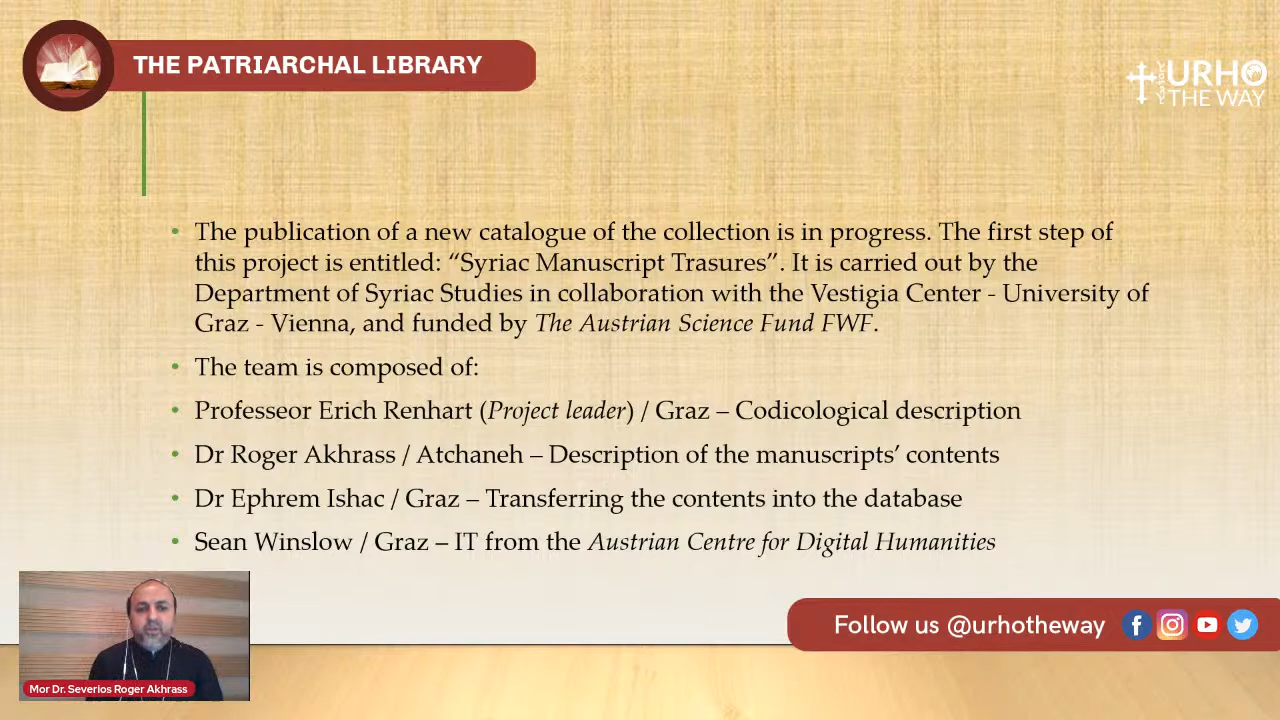 THE PATRIARCHAL LIBRARY
URHO
THE WAY
• The publication of a new catalogue of the collection is in progress. The first step of
this project is entitled: “Syriac Manuscript Trasures”. It is carried out by the
Department of Syriac Studies in collaboration with the Vestigia Center - University of
Graz - Vienna, and funded by The Austrian Science Fund FWF.
• The team is composed of:
• Professeor Erich Renhart (Project leader) / Graz – Codicological description
• Dr Roger Akhrass / Atchaneh – Description of the manuscripts’ contents
• Dr Ephrem Ishac / Graz – Transferring the contents into the database
• Sean Winslow / Graz – IT from the Austrian Centre for Digital Humanities
Follow us @urhotheway
Mor Dr. Severios Roger Akhrass